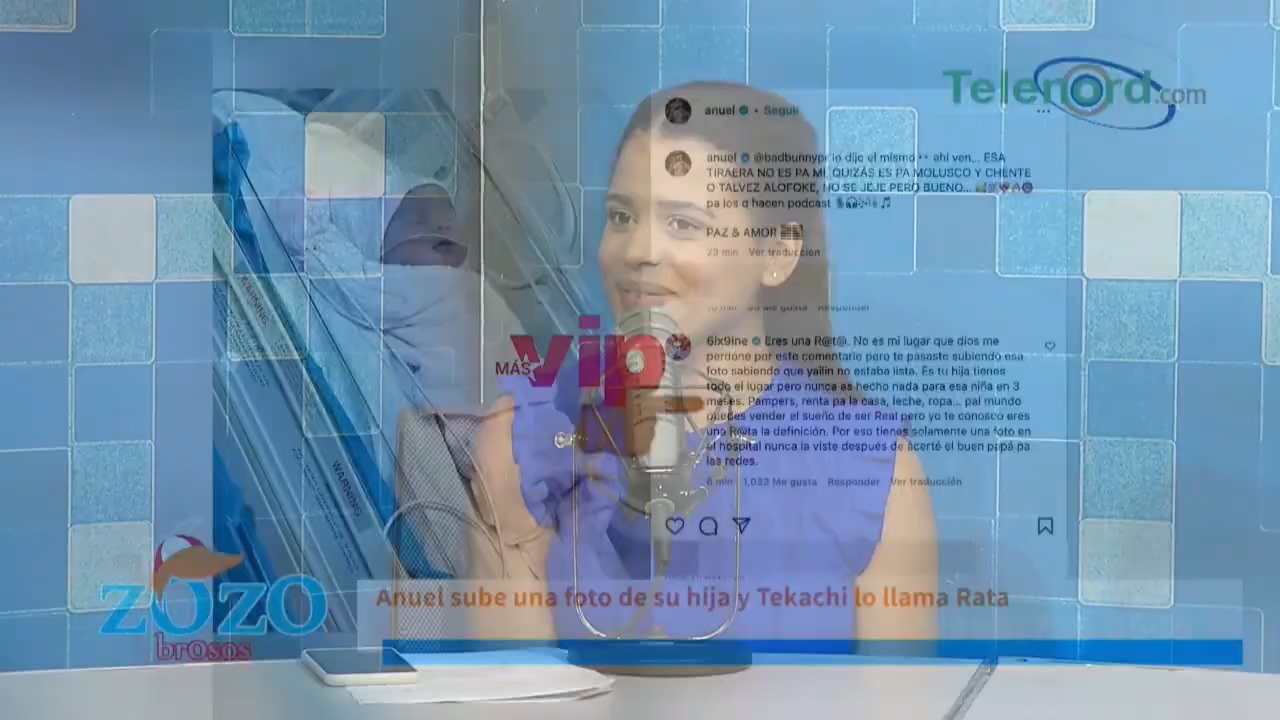 Telenord.com
anuel • Seguir
anuel @badbunnypr lo dije el mismo 👀 ahi ven... ESA
TIRAERA NO ES PA MI, QUIZÁS ES PA MOLUSCO Y CHENTE
O TALVEZ ALOFOKE, NO SE JEJE PERO BUENO...
pa los q hacen podcast
PAZ & AMOR
23 min Ver traducción
Me gusta Responder
6ix9ine Eres una R@t@. No es mi lugar que dios me
perdone por este comntario pero te pasaste subiendo esa
foto sabiendo que yailin no estaba lista. Es tu hija tienes
todo el lugar pero nunca as hecho nada para esa niña en 3
meses. Pampers, renta pa la casa, leche, ropa... pal mundo
puedes vender el sueño de ser Real pero yo te conosco eres
una R@ta la definición. Por eso tienes solamente una foto en
el hospital nunca la viste después de acerté el buen papá pa
las redes.
6 min 1,032 Me gusta Responder Ver traducción
WARNING
WARNING
MÁS vip
ZOZO
brOsos
Anuel sube una foto de su hija y Tekachi lo llama Rata